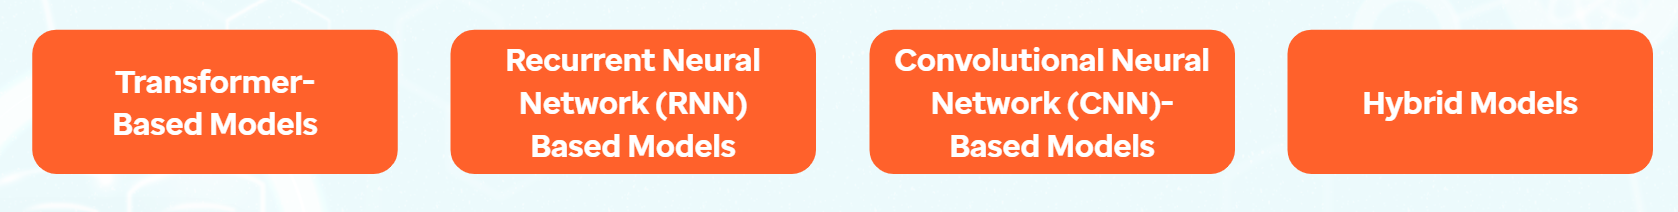 Transformer-
Based Models
Recurrent Neural
Network (RNN)
Based Models
Convolutional Neural
Network (CNN)-
Based Models
Hybrid Models